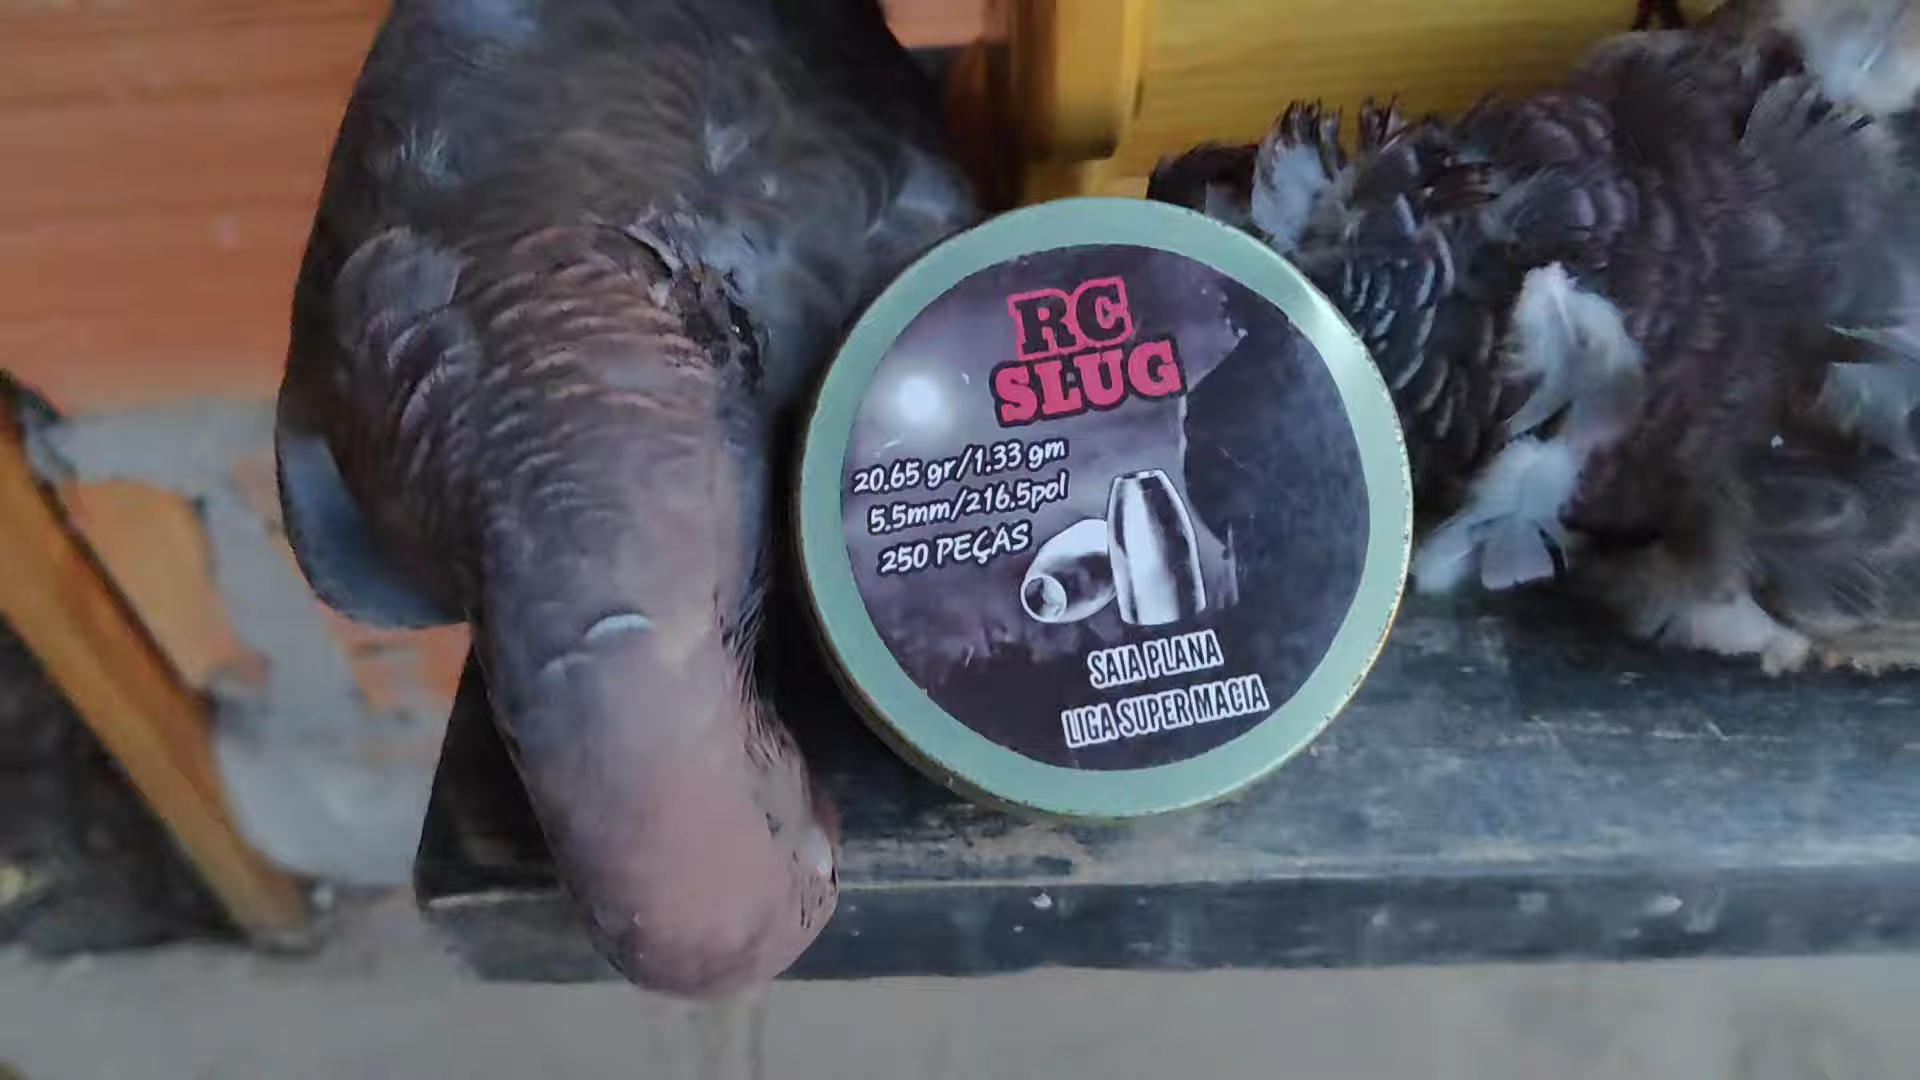 RC
SLUG
20.65 gr/1.33 gm
5.5mm/216.5pol
250 PEÇAS
SAIA PLANA
LIGA SUPER MACIA